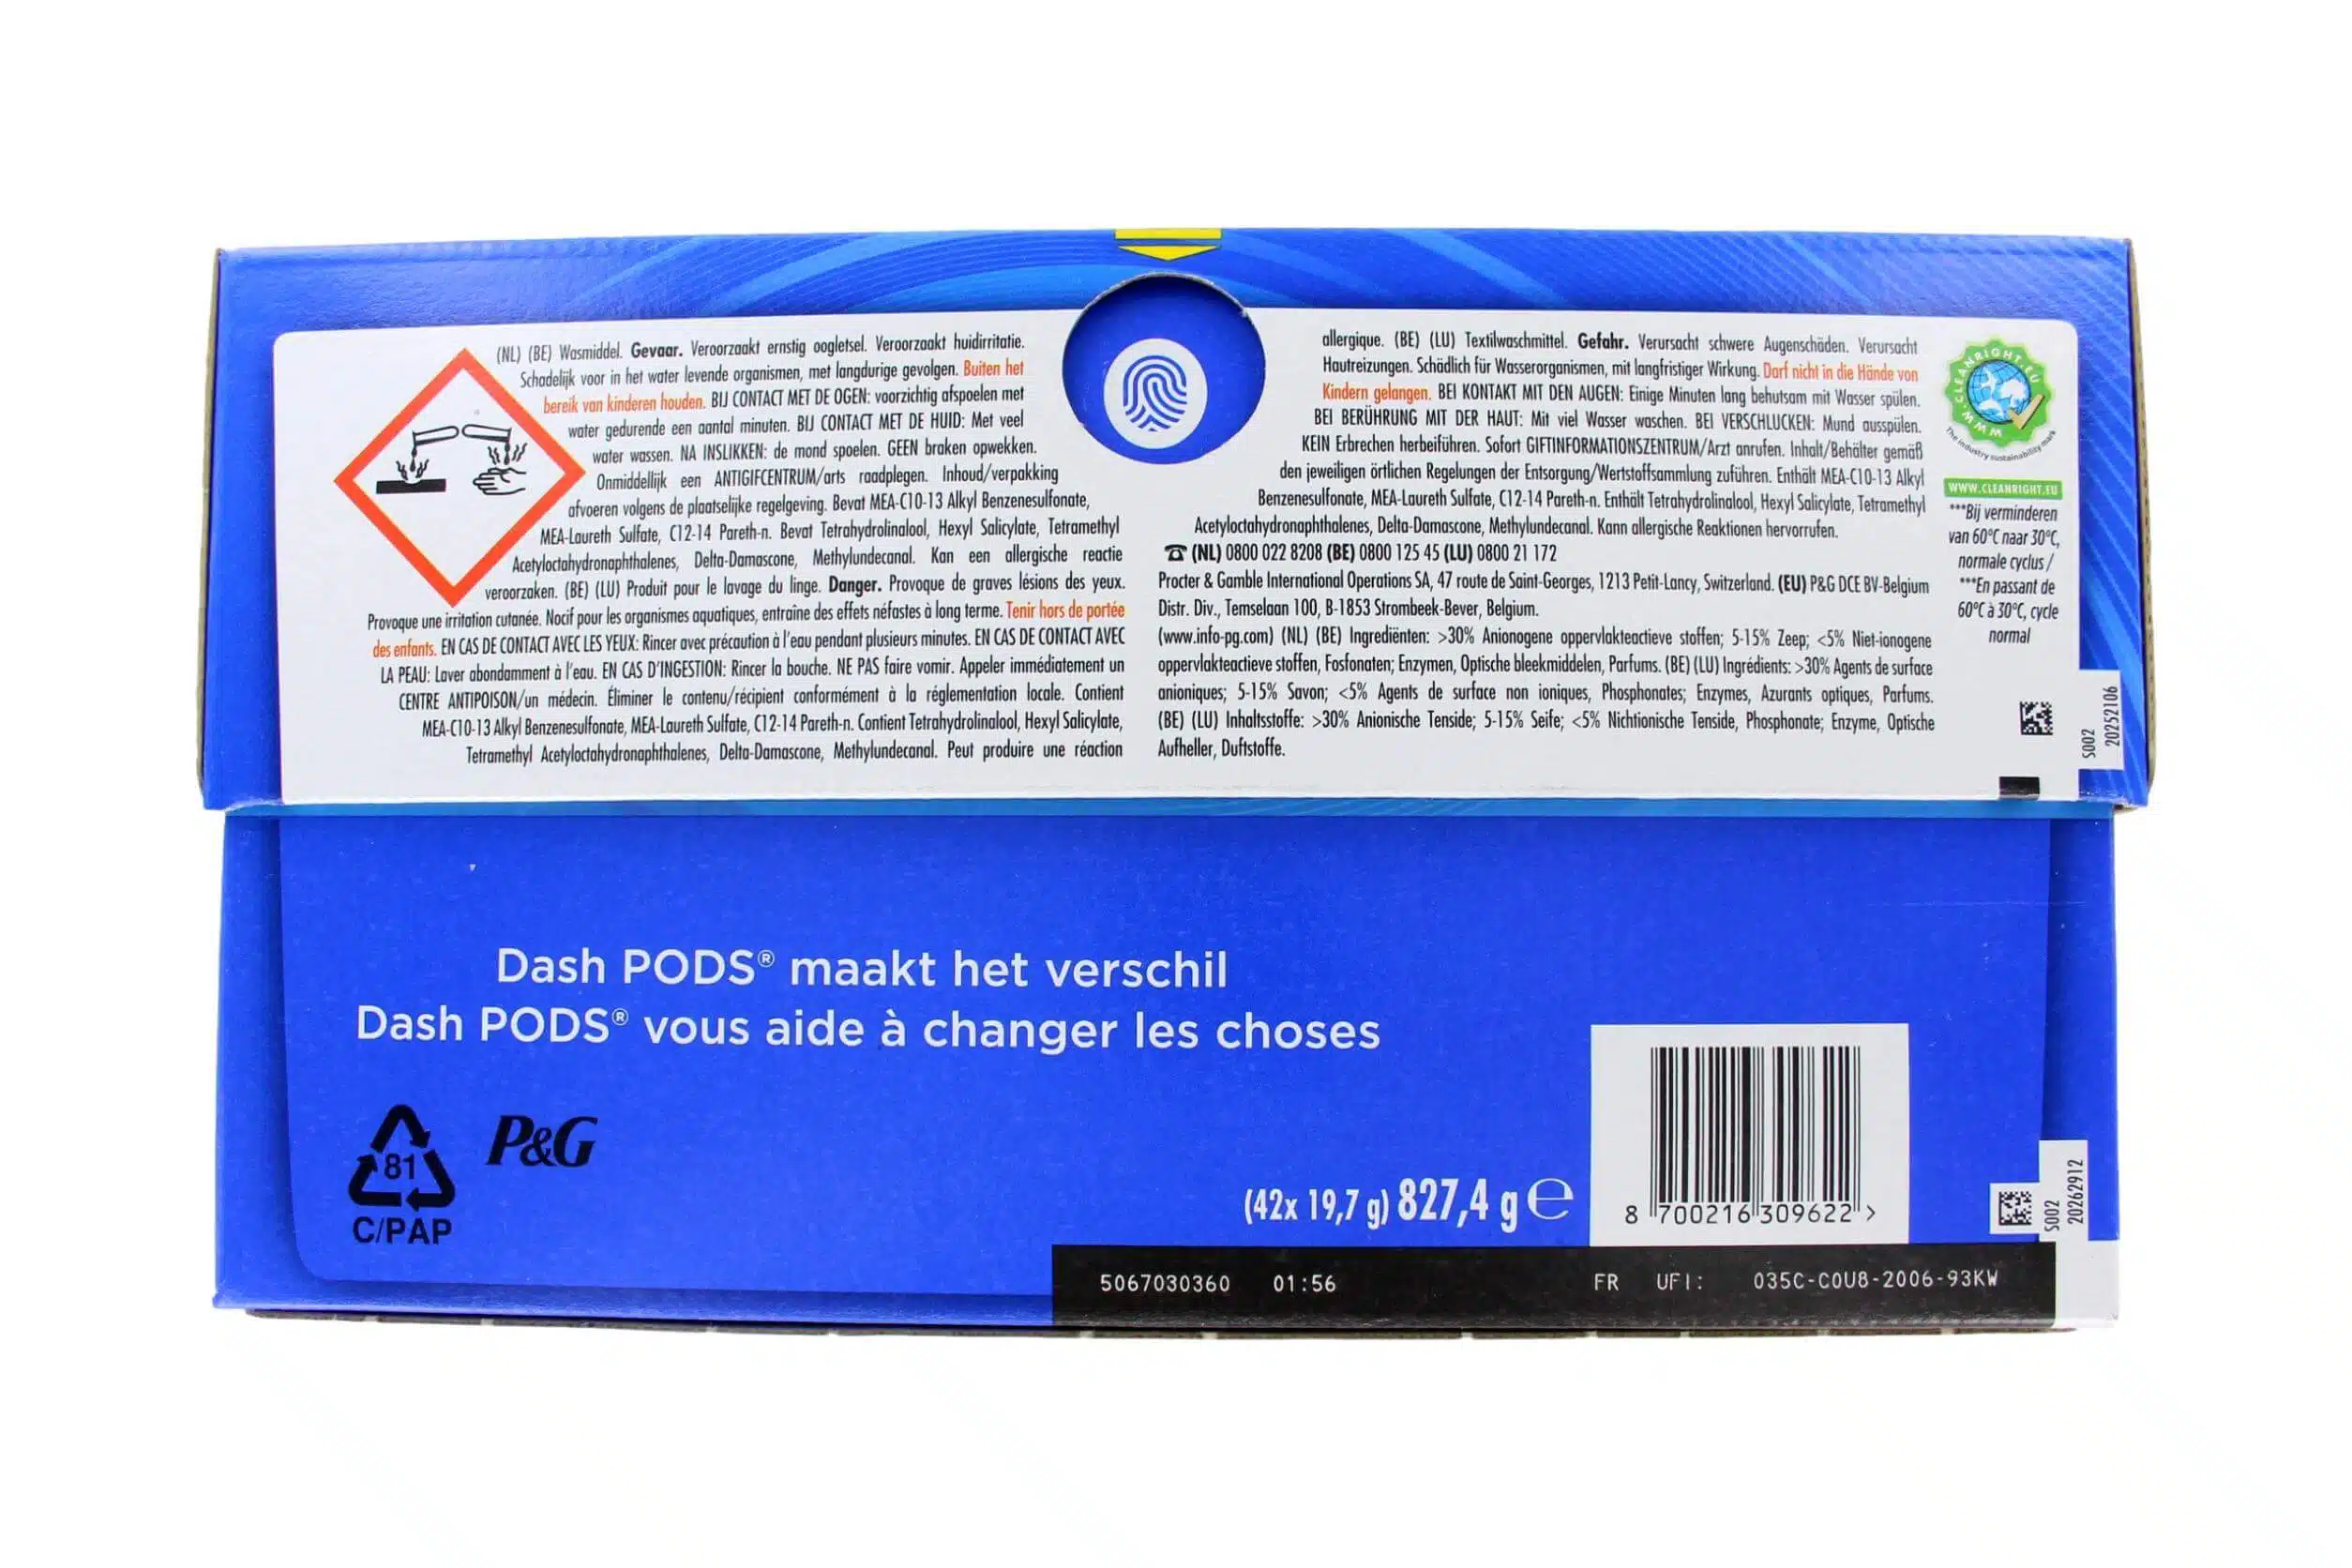 (NL) (BE) Wasmiddel. Gevaar. Veroorzaakt ernstig oogletsel. Veroorzaakt huidirritatie.
Schadelijk voor in het water levende organismen, met langdurige gevolgen. Buiten het
bereik van kinderen houden. BIJ CONTACT MET DE OGEN: voorzichtig afspoelen met
water gedurende een aantal minuten. BIJ CONTACT MET DE HUID: Met veel
water wassen. NA INSLIKKEN: de mond spoelen. GEEN braken opwekken.
Onmiddellijk een ANTIGIFCENTRUM/arts raadplegen. Inhoud/verpakking
afvoeren volgens de plaatselijke regelgeving. Bevat MEA-C10-13 Alkyl Benzenesulfonate,
MEA-Laureth Sulfate, C12-14 Pareth-n. Bevat Tetrahydrolinalool, Hexyl Salicylate, Tetramethyl
Acetyloctahydronaphthalenes, Delta-Damascone, Methylundecanal. Kan een allergische reactie
veroorzaken. (BE) (LU) Produit pour le lavage du linge. Danger. Provoque de graves lésions des yeux.
Provoque une irritation cutanée. Nocif pour les organismes aquatiques, entraîne des effets néfastes à long terme. Tenir hors de portée
des enfants. EN CAS DE CONTACT AVEC LES YEUX: Rincer avec précaution à l'eau pendant plusieurs minutes. EN CAS DE CONTACT AVEC
LA PEAU: Laver abondamment à l'eau. EN CAS D'INGESTION: Rincer la bouche. NE PAS faire vomir. Appeler immédiatement un
CENTRE ANTIPOISON/un médecin. Éliminer le contenu/récipient conformément à la réglementation locale. Contient
MEA-C10-13 Alkyl Benzenesulfonate, MEA-Laureth Sulfate, C12-14 Pareth-n. Contient Tetrahydrolinalool, Hexyl Salicylate,
Tetramethyl Acetyloctahydronaphthalenes, Delta-Damascone, Methylundecanal. Peut produire une réaction
allergique. (BE) (LU) Textilwaschmittel. Gefahr. Verursacht schwere Augenschäden. Verursacht
Hautreizungen. Schädlich für Wasserorganismen, mit langfristiger Wirkung. Darf nicht in die Hände von
Kindern gelangen. BEI KONTAKT MIT DEN AUGEN: Einige Minuten lang behutsam mit Wasser spülen.
BEI BERÜHRUNG MIT DER HAUT: Mit viel Wasser waschen. BEI VERSCHLUCKEN: Mund ausspülen.
KEIN Erbrechen herbeiführen. Sofort GIFTINFORMATIONSZENTRUM/Arzt anrufen. Inhalt/Behälter gemäß
den jeweiligen örtlichen Regelungen der Entsorgung/Wertstoffsammlung zuführen. Enthält MEA-C10-13 Alkyl
Benzenesulfonate, MEA-Laureth Sulfate, C12-14 Pareth-n. Enthält Tetrahydrolinalool, Hexyl Salicylate, Tetramethyl
Acetyloctahydronaphthalenes, Delta-Damascone, Methylundecanal. Kann allergische Reaktionen hervorrufen.
☎ (NL) 0800 022 8208 (BE) 0800 125 45 (LU) 0800 21 172
Procter & Gamble International Operations SA, 47 route de Saint-Georges, 1213 Petit-Lancy, Switzerland. (EU) P&G DCE BV-Belgium
Distr. Div., Temselaan 100, B-1853 Strombeek-Bever, Belgium.
(www.info-pg.com) (NL) (BE) Ingrediënten: >30% Anionogene oppervlakteactieve stoffen; 5-15% Zeep; <5% Niet-ionogene
oppervlakteactieve stoffen, Fosfonaten; Enzymen, Optische bleekmiddelen, Parfums. (BE) (LU) Ingrédients: >30% Agents de surface
anioniques; 5-15% Savon; <5% Agents de surface non ioniques, Phosphonates; Enzymes, Azurants optiques, Parfums.
(BE) (LU) Inhaltsstoffe: >30% Anionische Tenside; 5-15% Seife; <5% Nichtionische Tenside, Phosphonate; Enzyme, Optische
Aufheller, Duftstoffe.
WWW.CLEANRIGHT.EU
The industry sustainability mark
WWW.CLEANRIGHT.EU
***Bij verminderen
van 60°C naar 30°C,
normale cyclus /
***En passant de
60°C à 30°C, cycle
normal
S002
20252106
Dash PODS® maakt het verschil
Dash PODS® vous aide à changer les choses
81
C/PAP
P&G
(42x 19,7 g) 827,4 g ℮
8 700216 309622 >
S002
20262912
5067030360 01:56 FR UFI: 035C-C0U8-2006-93KW